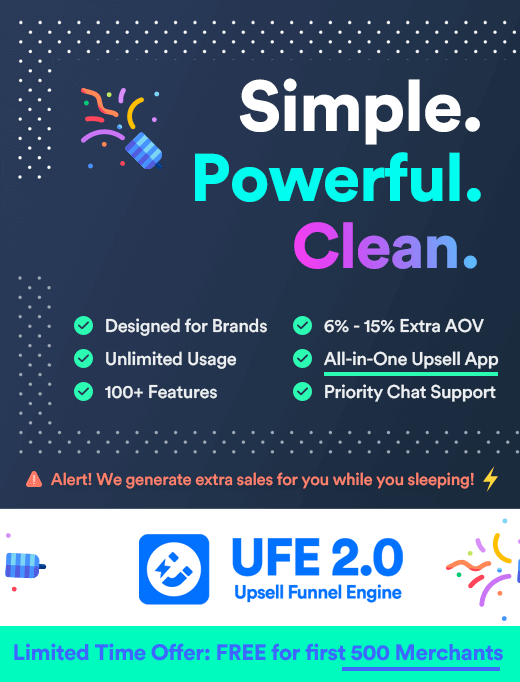 Simple.
Powerful.
Clean.
Designed for Brands
Unlimited Usage
100+ Features
6% - 15% Extra AOV
All-in-One Upsell App
Priority Chat Support
Alert! We generate extra sales for you while you sleeping!
UFE 2.0
Upsell Funnel Engine
Limited Time Offer: FREE for first 500 Merchants